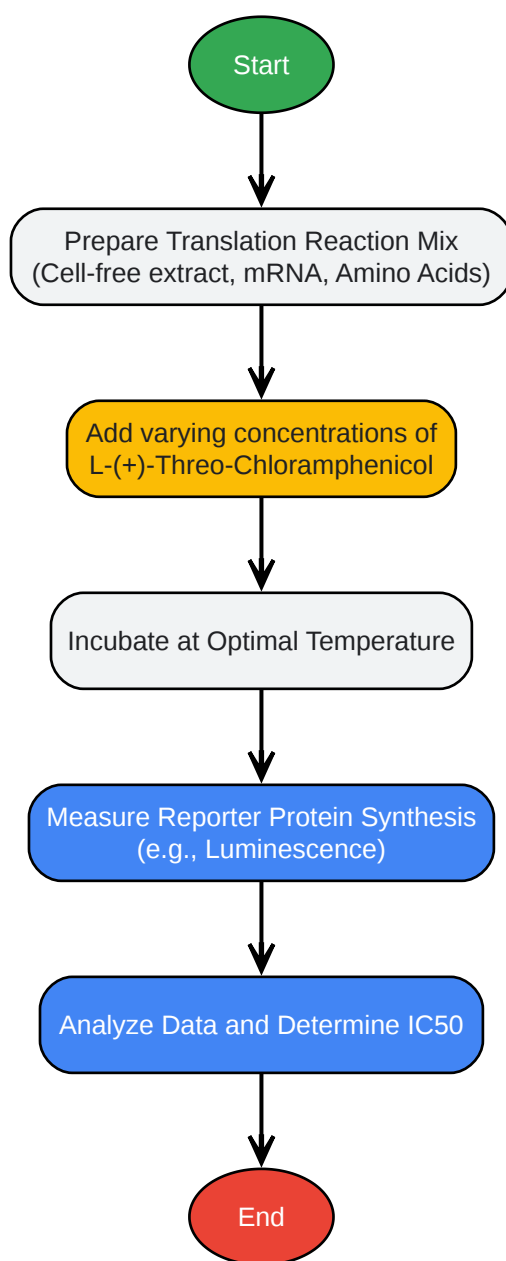 Start
Prepare Translation Reaction Mix
(Cell-free extract, mRNA, Amino Acids)
Add varying concentrations of
L-(+)-Threo-Chloramphenicol
Incubate at Optimal Temperature
Measure Reporter Protein Synthesis
(e.g., Luminescence)
Analyze Data and Determine IC50
End